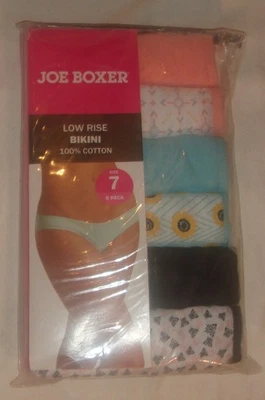 JOE BOXER
LOW RISE
BIKINI
100% COTTON
SIZE
7
6 PACK